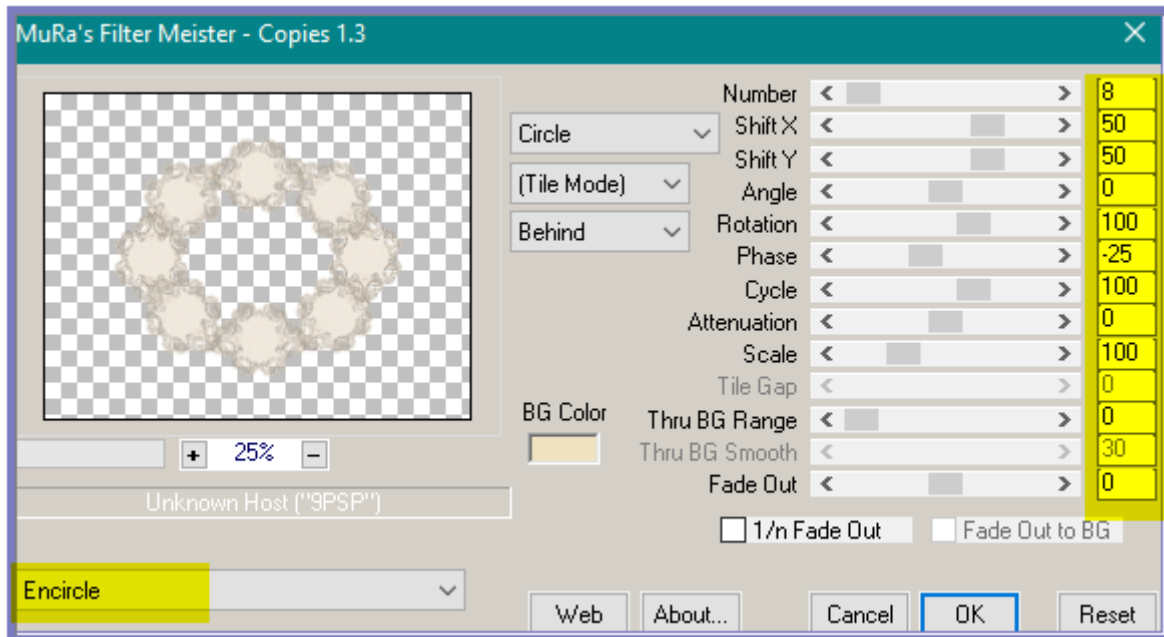 MuRa's Filter Meister - Copies 1.3
Number 8
Circle Shift X 50
Shift Y 50
(Tile Mode) Angle 0
Behind Rotation 100
Phase -25
Cycle 100
Attenuation 0
Scale 100
Tile Gap 0
BG Color Thru BG Range 0
+ 25% - Thru BG Smooth 30
Fade Out 0
Unknown Host ("9PSP")
1/n Fade Out Fade Out to BG
Encircle
Web About... Cancel OK Reset